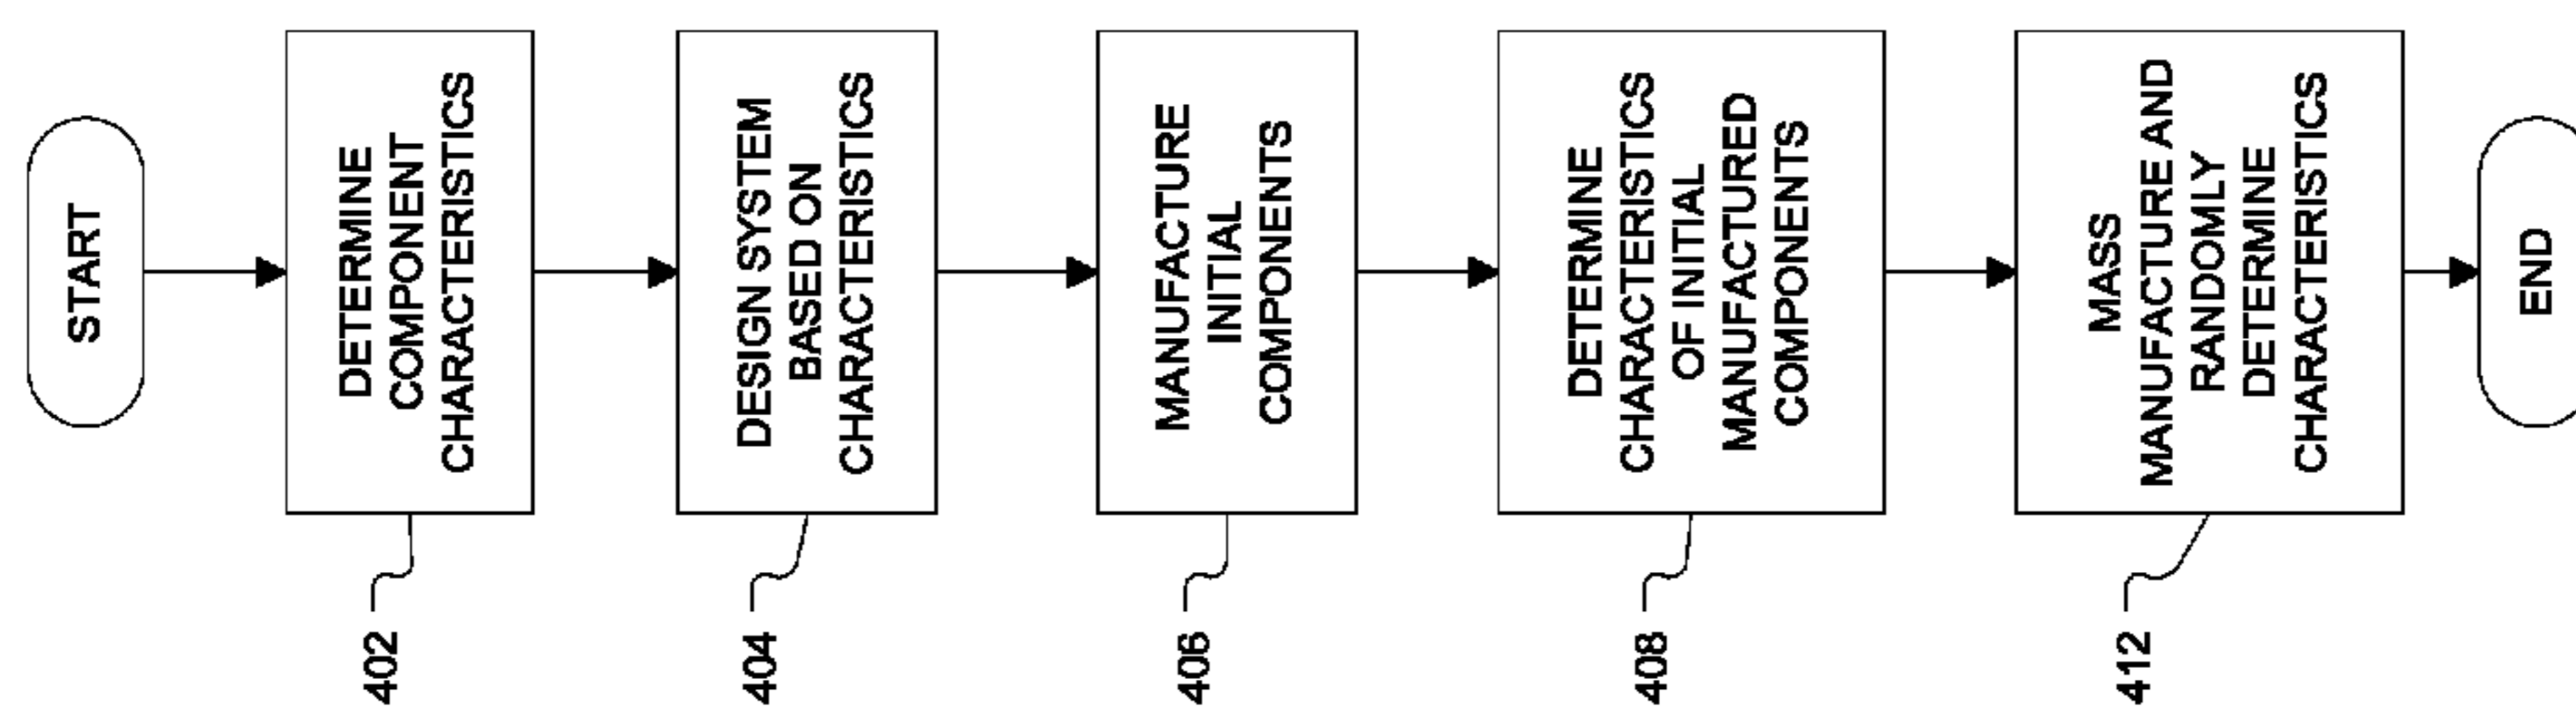 START
402
DETERMINE
COMPONENT
CHARACTERISTICS
404
DESIGN SYSTEM
BASED ON
CHARACTERISTICS
406
MANUFACTURE
INITIAL
COMPONENTS
408
DETERMINE
CHARACTERISTICS
OF INITIAL
MANUFACTURED
COMPONENTS
412
MASS
MANUFACTURE AND
RANDOMLY
DETERMINE
CHARACTERISTICS
END